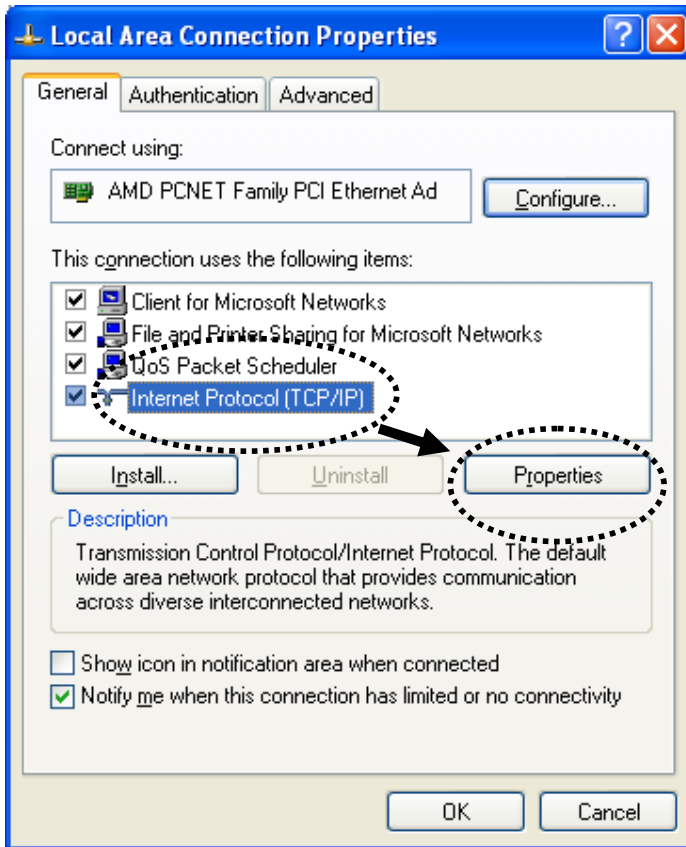 Local Area Connection Properties
General Authentication Advanced
Connect using:
AMD PCNET Family PCI Ethernet Ad
Configure...
This connection uses the following items:
Client for Microsoft Networks
File and Printer Sharing for Microsoft Networks
QoS Packet Scheduler
Internet Protocol (TCP/IP)
Install... Uninstall Properties
Description
Transmission Control Protocol/Internet Protocol. The default
wide area network protocol that provides communication
across diverse interconnected networks.
Show icon in notification area when connected
Notify me when this connection has limited or no connectivity
OK Cancel